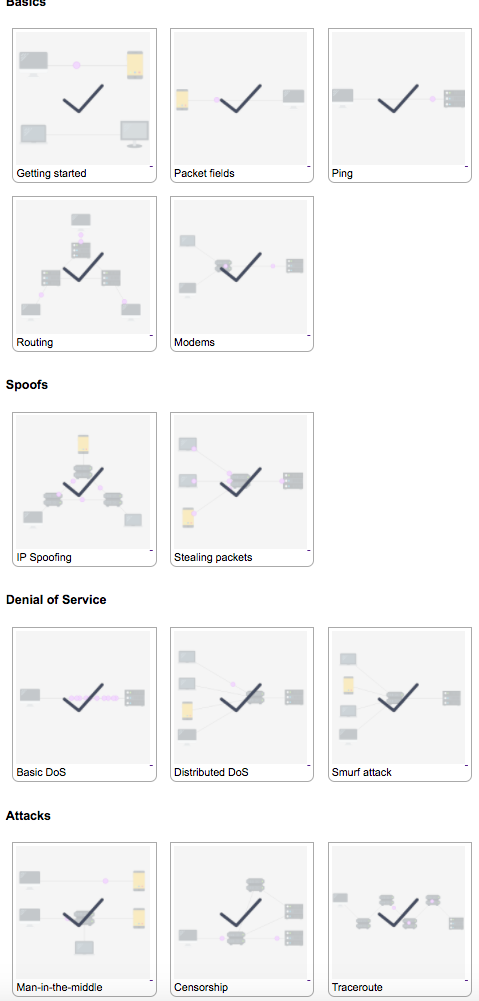 Basics
Getting started
Packet fields
Ping
Routing
Modems
Spoofs
IP Spoofing
Stealing packets
Denial of Service
Basic DoS
Distributed DoS
Smurf attack
Attacks
Man-in-the-middle
Censorship
Traceroute